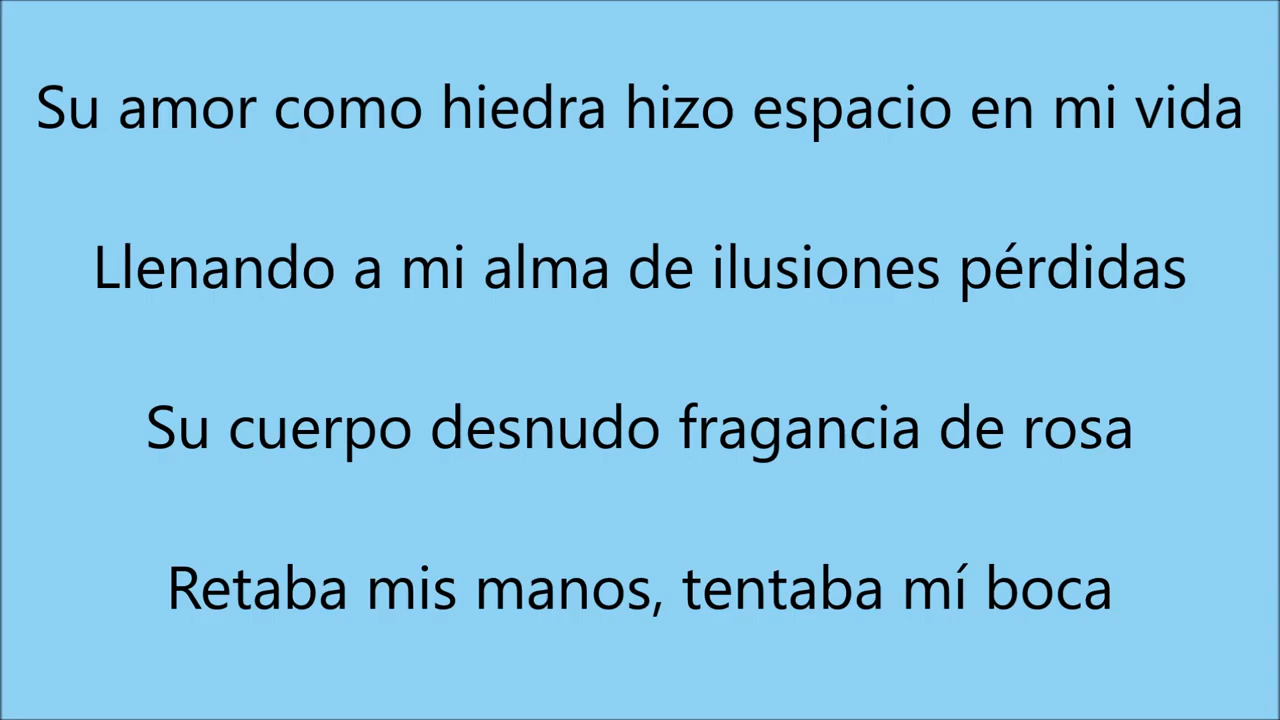 Su amor como hiedra hizo espacio en mi vida
Llenando a mi alma de ilusiones pérdidas
Su cuerpo desnudo fragancia de rosa
Retaba mis manos, tentaba mí boca